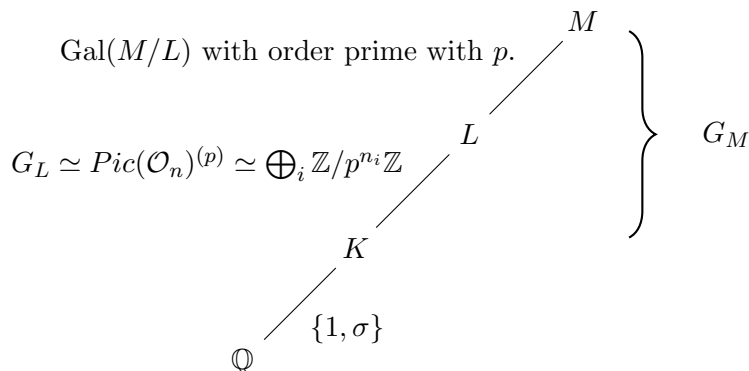 M
Gal(M/L) with order prime with p.
L
G_M
G_L ≃ Pic(𝒪_n)^{(p)} ≃ ⊕_i ℤ/p^{n_i}ℤ
K
{1, σ}
ℚ